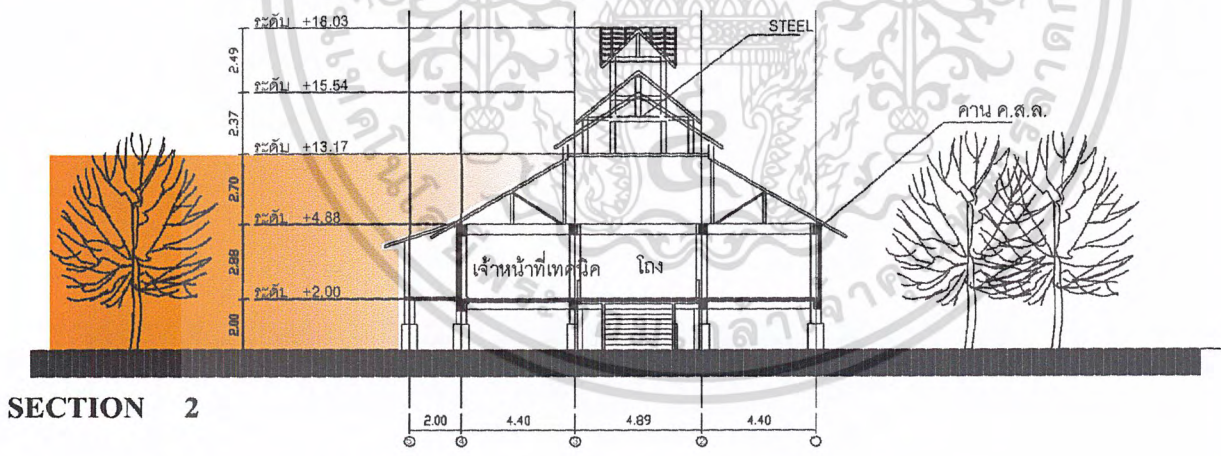 ระดับ +18.03
STEEL
2.49
ระดับ +15.54
2.37
คาน ค.ส.ล.
ระดับ +13.17
2.70
ระดับ +4.88
2.88
เจ้าหน้าที่เทคนิค โถง
ระดับ +2.00
2.00
SECTION 2
2.00 4.40 4.89 4.40